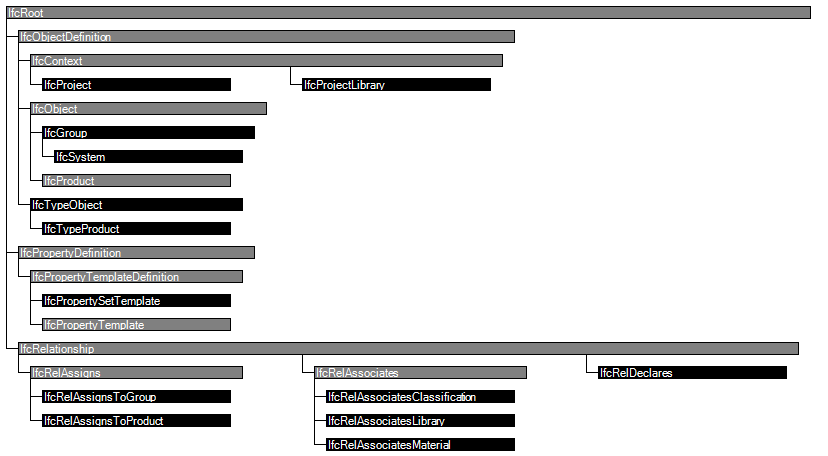 IfcRoot
IfcObjectDefinition
IfcContext
IfcProject IfcProjectLibrary
IfcObject
IfcGroup
IfcSystem
IfcProduct
IfcTypeObject
IfcTypeProduct
IfcPropertyDefinition
IfcPropertyTemplateDefinition
IfcPropertySetTemplate
IfcPropertyTemplate
IfcRelationship
IfcRelAssigns IfcRelAssociates IfcRelDeclares
IfcRelAssignsToGroup IfcRelAssociatesClassification
IfcRelAssignsToProduct IfcRelAssociatesLibrary
IfcRelAssociatesMaterial